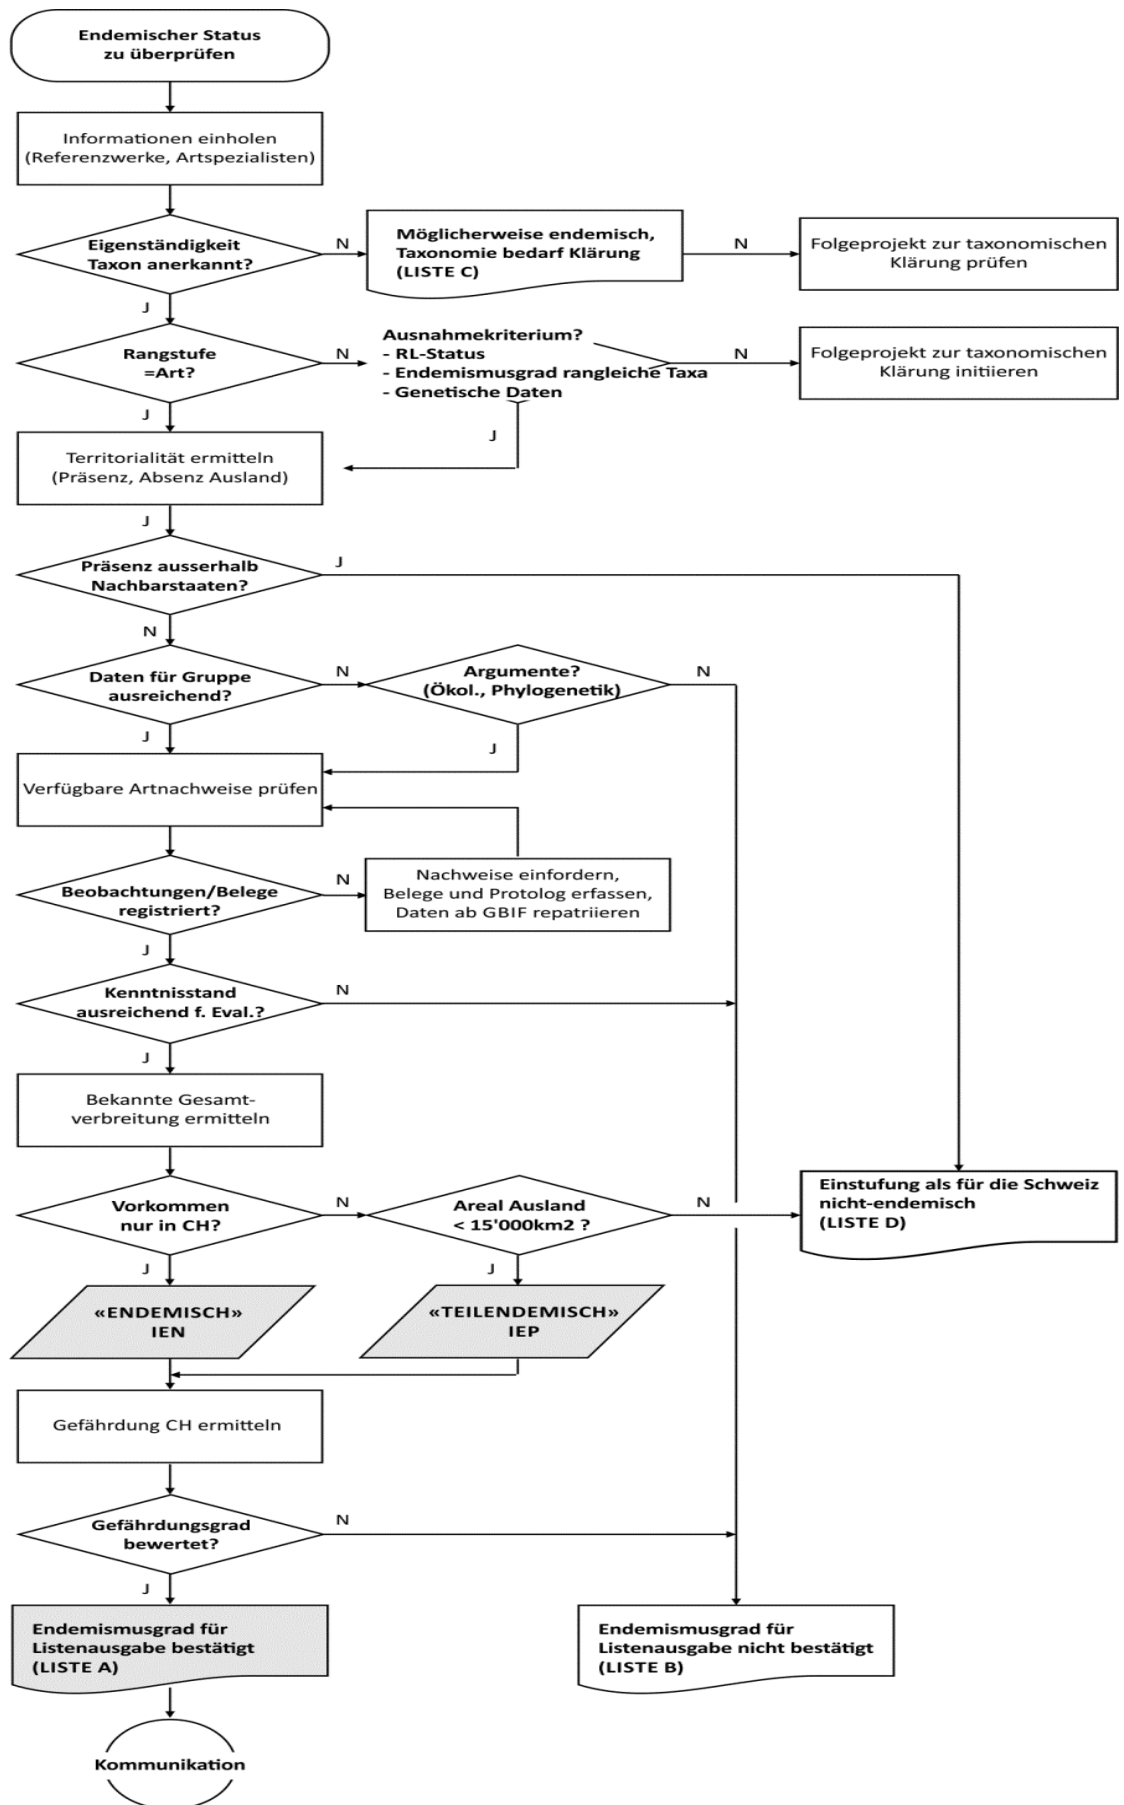 Endemischer Status
zu überprüfen
Informationen einholen
(Referenzwerke, Artspezialisten)
Eigenständigkeit
Taxon anerkannt?
N
Möglicherweise endemisch,
Taxonomie bedarf Klärung
(LISTE C)
N
Folgeprojekt zur taxonomischen
Klärung prüfen
J
Rangstufe
=Art?
N
Ausnahmekriterium?
- RL-Status
- Endemismusgrad rangleiche Taxa
- Genetische Daten
N
Folgeprojekt zur taxonomischen
Klärung initiieren
J
J
Territorialität ermitteln
(Präsenz, Absenz Ausland)
J
Präsenz ausserhalb
Nachbarstaaten?
J
N
Daten für Gruppe
ausreichend?
N
Argumente?
(Ökol., Phylogenetik)
N
J
J
Verfügbare Artnachweise prüfen
Beobachtungen/Belege
registriert?
N
Nachweise einfordern,
Belege und Protolog erfassen,
Daten ab GBIF repatriieren
J
Kenntnisstand
ausreichend f. Eval.?
N
J
Bekannte Gesamt-
verbreitung ermitteln
Vorkommen
nur in CH?
N
Areal Ausland
< 15'000km2 ?
N
Einstufung als für die Schweiz
nicht-endemisch
(LISTE D)
J
J
«ENDEMISCH»
IEN
«TEILENDEMISCH»
IEP
Gefährdung CH ermitteln
Gefährdungsgrad
bewertet?
N
J
Endemismusgrad für
Listenausgabe bestätigt
(LISTE A)
Endemismusgrad für
Listenausgabe nicht bestätigt
(LISTE B)
Kommunikation